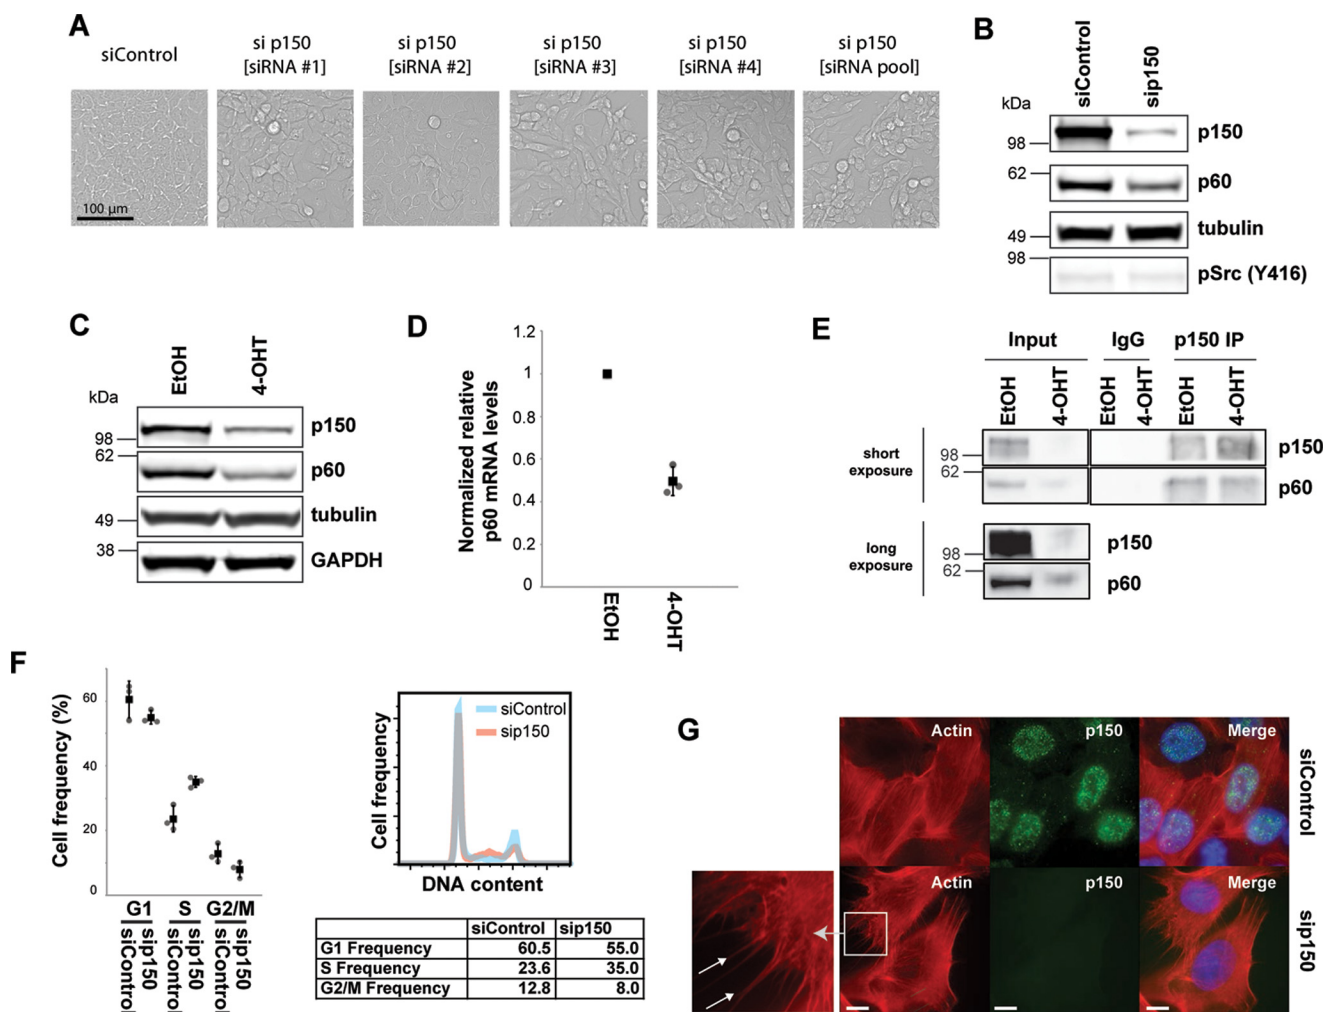 A
siControl
si p150
[siRNA #1]
si p150
[siRNA #2]
si p150
[siRNA #3]
si p150
[siRNA #4]
si p150
[siRNA pool]
100 µm
B
siControl
sip150
kDa
98
p150
62
p60
49
tubulin
98
pSrc (Y416)
C
EtOH
4-OHT
kDa
98
p150
62
p60
49
tubulin
38
GAPDH
D
Normalized relative
p60 mRNA levels
1.2
1
0.8
0.6
0.4
0.2
0
EtOH
4-OHT
E
Input
IgG
p150 IP
EtOH
4-OHT
EtOH
4-OHT
EtOH
4-OHT
short
exposure
98
p150
62
p60
long
exposure
98
p150
62
p60
F
Cell frequency (%)
60
40
20
0
G1
S
G2/M
siControl
sip150
siControl
sip150
siControl
sip150
Cell frequency
siControl
sip150
DNA content
siControl sip150
G1 Frequency 60.5 55.0
S Frequency 23.6 35.0
G2/M Frequency 12.8 8.0
G
Actin
p150
Merge
siControl
Actin
p150
Merge
sip150